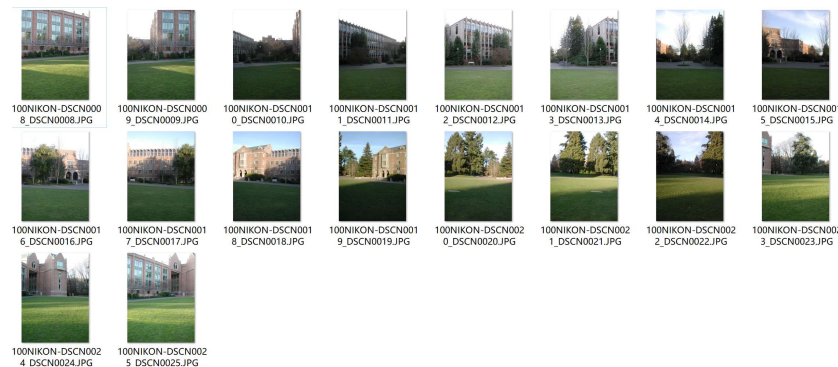 100NIKON-DSCN000 100NIKON-DSCN000 100NIKON-DSCN001 100NIKON-DSCN001 100NIKON-DSCN001 100NIKON-DSCN001 100NIKON-DSCN001 100NIKON-DSCN001
8_DSCN0008.JPG 9_DSCN0009.JPG 0_DSCN0010.JPG 1_DSCN0011.JPG 2_DSCN0012.JPG 3_DSCN0013.JPG 4_DSCN0014.JPG 5_DSCN0015.JPG
100NIKON-DSCN001 100NIKON-DSCN001 100NIKON-DSCN001 100NIKON-DSCN001 100NIKON-DSCN002 100NIKON-DSCN002 100NIKON-DSCN002 100NIKON-DSCN002
6_DSCN0016.JPG 7_DSCN0017.JPG 8_DSCN0018.JPG 9_DSCN0019.JPG 0_DSCN0020.JPG 1_DSCN0021.JPG 2_DSCN0022.JPG 3_DSCN0023.JPG
100NIKON-DSCN002 100NIKON-DSCN002
4_DSCN0024.JPG 5_DSCN0025.JPG